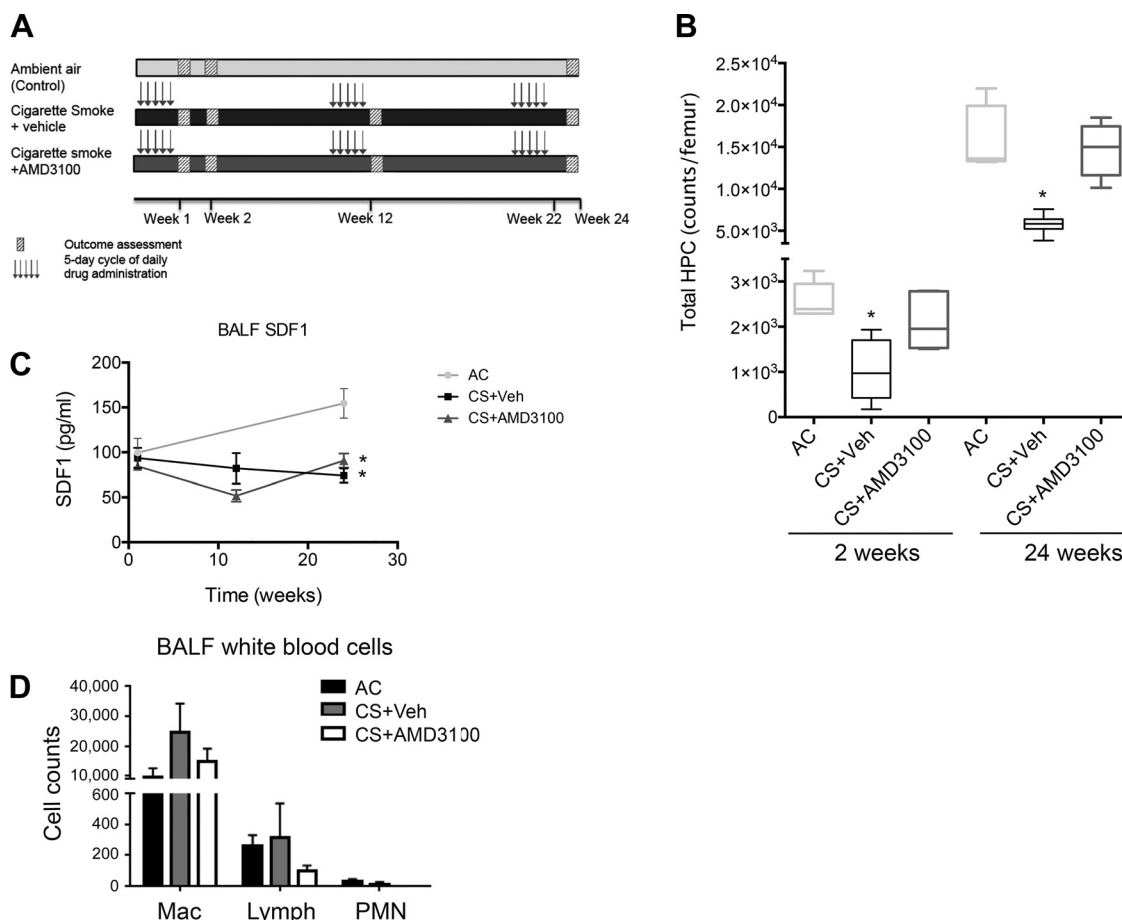 A
Ambient air
(Control)
Cigarette Smoke
+ vehicle
Cigarette smoke
+AMD3100
Week 1
Week 2
Week 12
Week 22
Week 24
Outcome assessment
5-day cycle of daily
drug administration
B
Total HPC (counts/femur)
2.5×10⁴
2.0×10⁴
1.5×10⁴
1.0×10⁴
5.0×10³
3×10³
2×10³
1×10³
0
*
*
AC
CS+Veh
CS+AMD3100
AC
CS+Veh
CS+AMD3100
2 weeks
24 weeks
C
BALF SDF1
SDF1 (pg/ml)
200
150
100
50
0
0
10
20
30
Time (weeks)
AC
CS+Veh
CS+AMD3100
*
*
D
BALF white blood cells
Cell counts
40,000
30,000
20,000
10,000
600
400
200
0
AC
CS+Veh
CS+AMD3100
Mac
Lymph
PMN